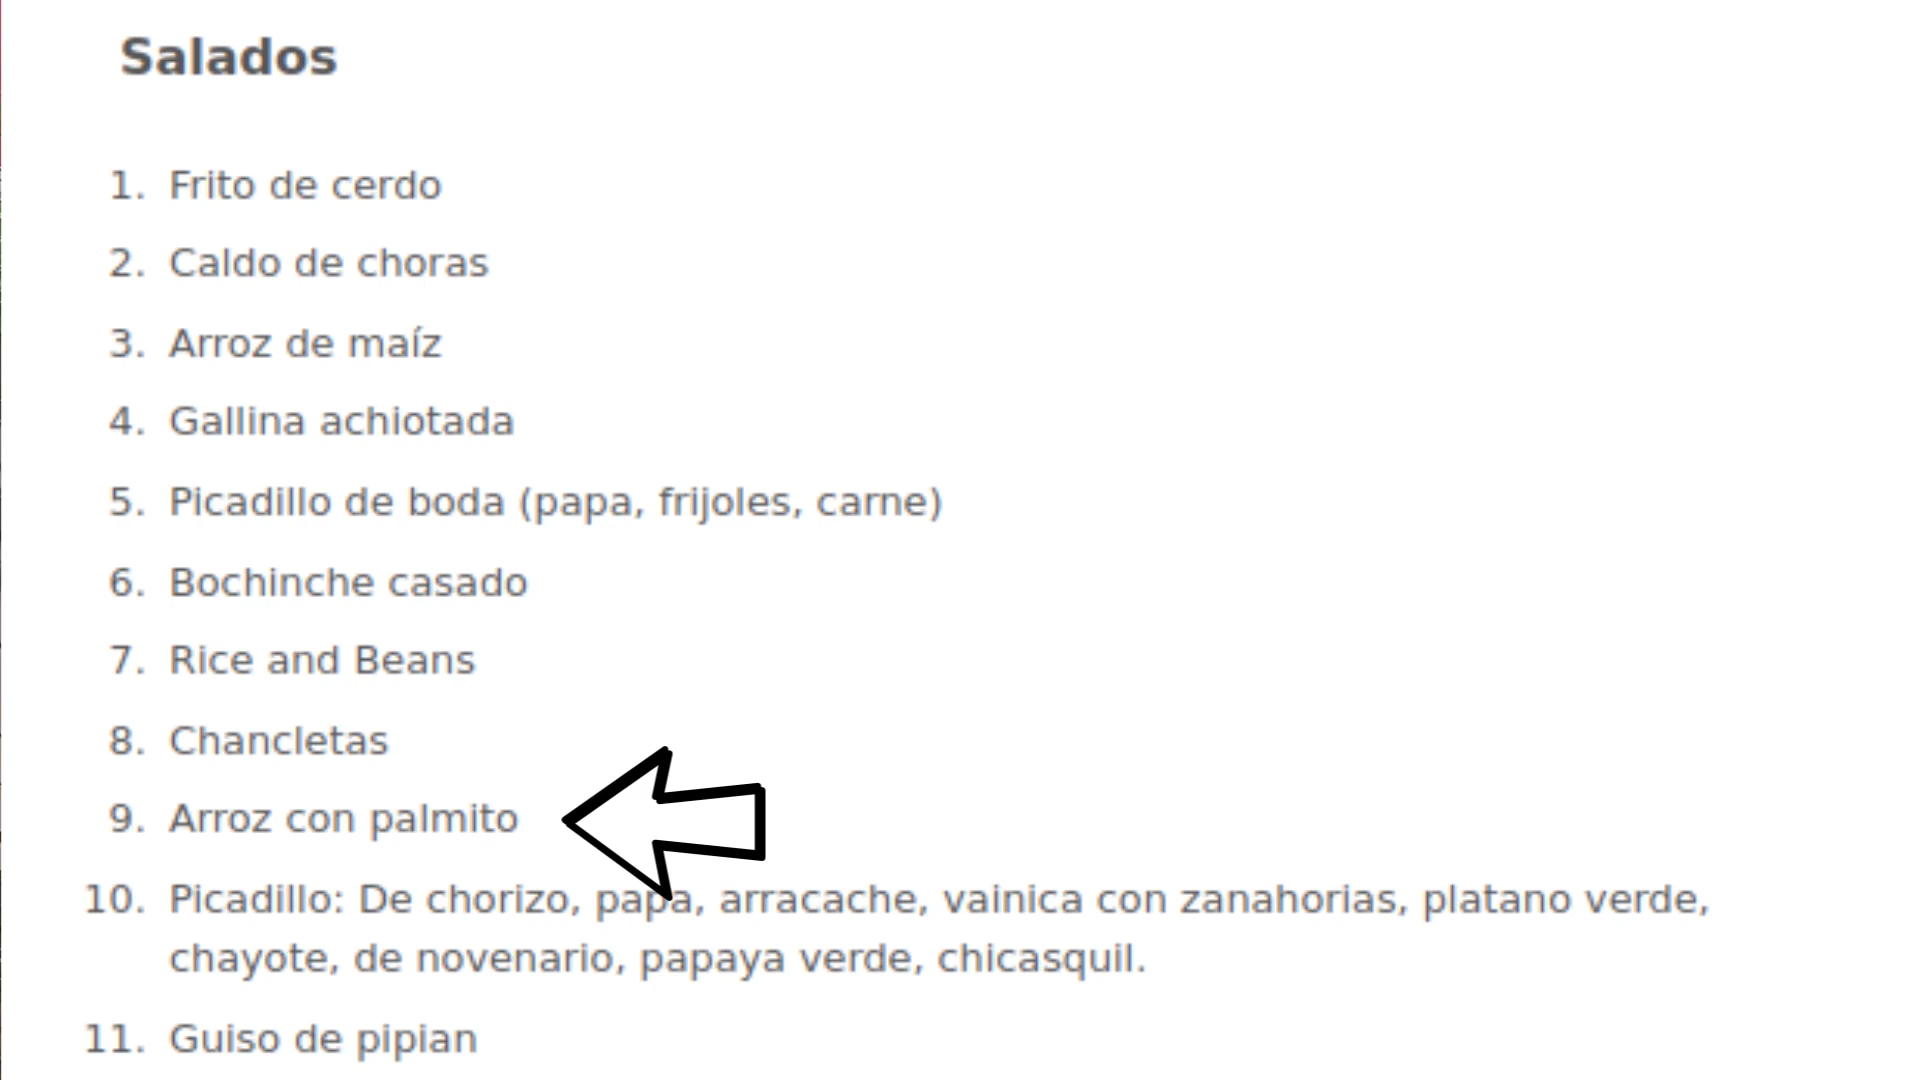 Salados
1. Frito de cerdo
2. Caldo de choras
3. Arroz de maíz
4. Gallina achiotada
5. Picadillo de boda (papa, frijoles, carne)
6. Bochinche casado
7. Rice and Beans
8. Chancletas
9. Arroz con palmito
10. Picadillo: De chorizo, papa, arracache, vainica con zanahorias, platano verde,
chayote, de novenario, papaya verde, chicasquil.
11. Guiso de pipian